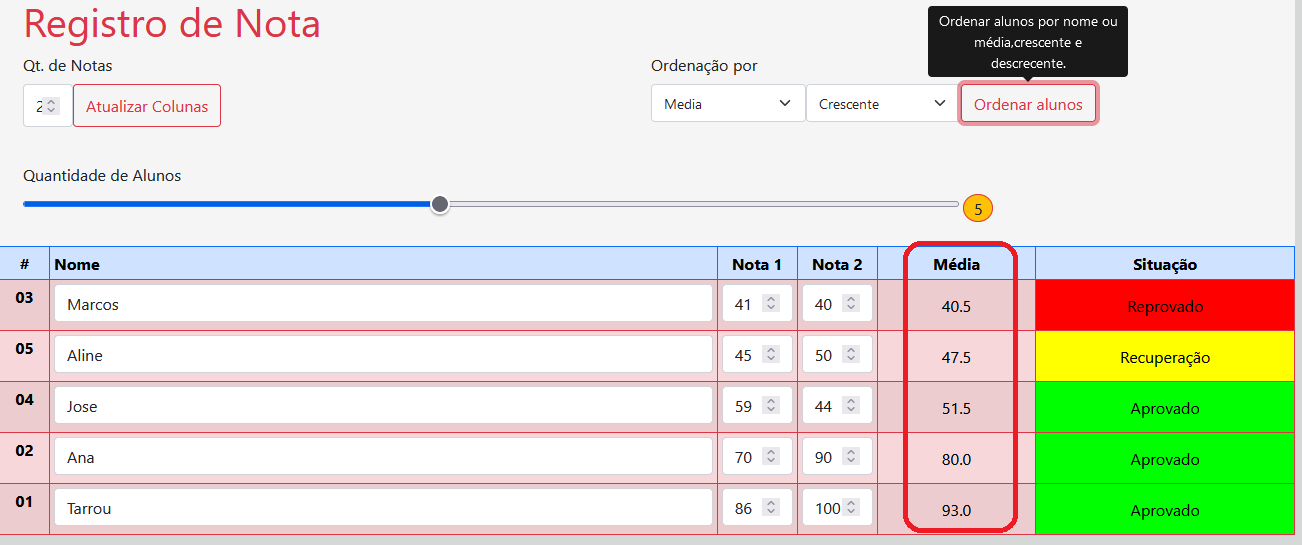 Registro de Nota
Ordenar alunos por nome ou
média,crescente e
descrecente.
Qt. de Notas
Ordenação por
2 Atualizar Colunas
Media Crescente Ordenar alunos
Quantidade de Alunos
5
# Nome Nota 1 Nota 2 Média Situação
03 Marcos 41 40 40.5 Reprovado
05 Aline 45 50 47.5 Recuperação
04 Jose 59 44 51.5 Aprovado
02 Ana 70 90 80.0 Aprovado
01 Tarrou 86 100 93.0 Aprovado